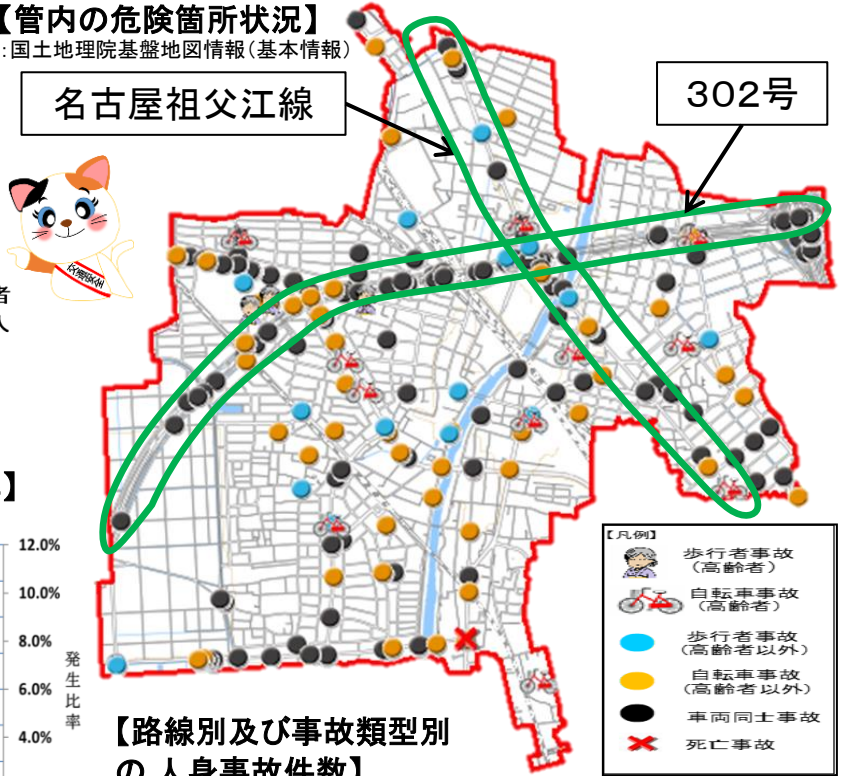 【管内の危険箇所状況】
:国土地理院基盤地図情報(基本情報)
名古屋祖父江線
302号
交通安全
者
人
】
12.0%
10.0%
8.0%
6.0%
4.0%
発生比率
【凡例】
歩行者事故
(高齢者)
自転車事故
(高齢者)
歩行者事故
(高齢者以外)
自転車事故
(高齢者以外)
車両同士事故
死亡事故
【路線別及び事故類型別
の 人身事故件数】